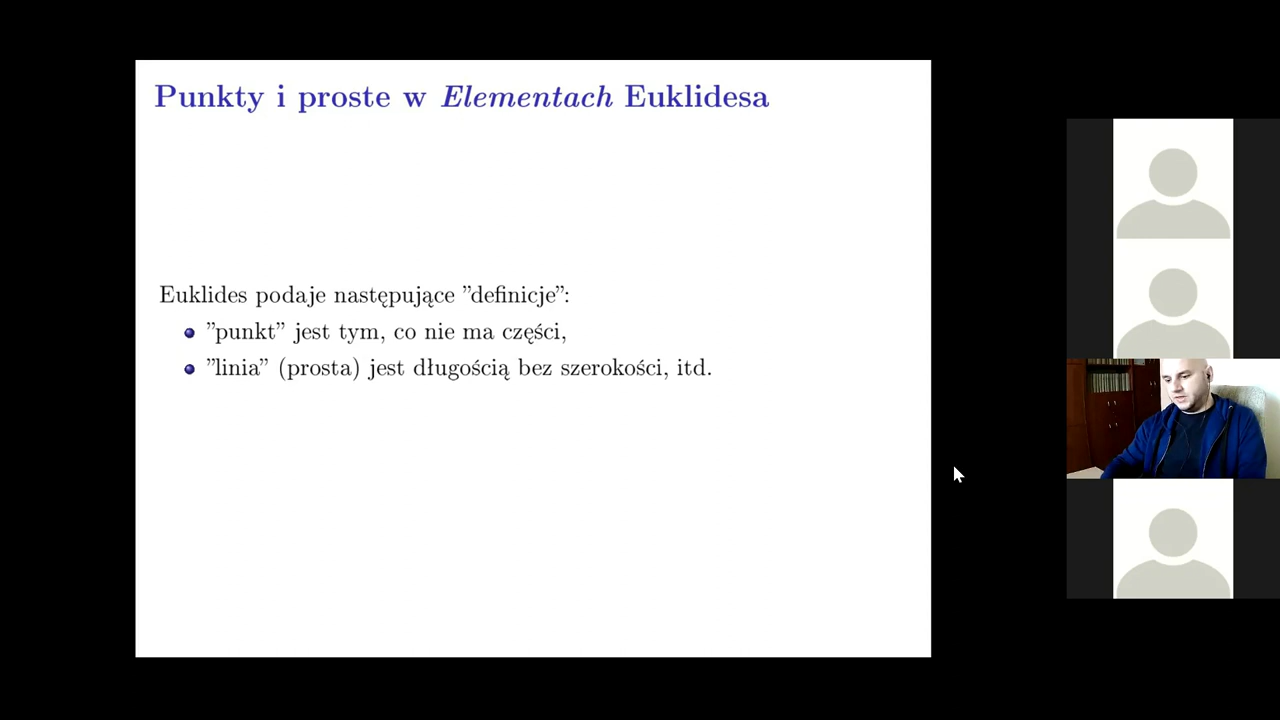 Punkty i proste w Elementach Euklidesa
Euklides podaje następujące ”definicje”:
”punkt” jest tym, co nie ma części,
”linia” (prosta) jest długością bez szerokości, itd.